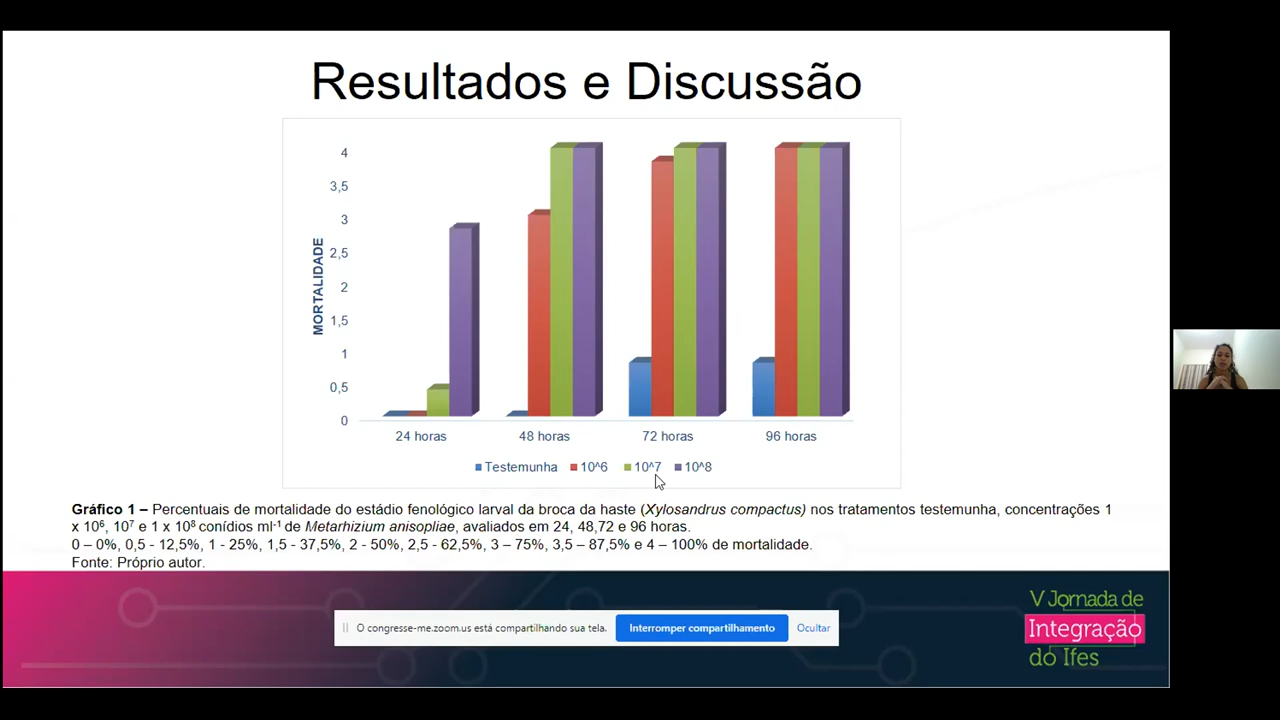 Resultados e Discussão
MORTALIDADE
4
3,5
3
2,5
2
1,5
1
0,5
0
24 horas 48 horas 72 horas 96 horas
Testemunha 10^6 10^7 10^8
Gráfico 1 – Percentuais de mortalidade do estádio fenológico larval da broca da haste (Xylosandrus compactus) nos tratamentos testemunha, concentrações 1
x 10⁶, 10⁷ e 1 x 10⁸ conídios ml⁻¹ de Metarhizium anisopliae, avaliados em 24, 48,72 e 96 horas.
0 – 0%, 0,5 - 12,5%, 1 - 25%, 1,5 - 37,5%, 2 - 50%, 2,5 - 62,5%, 3 – 75%, 3,5 – 87,5% e 4 – 100% de mortalidade.
Fonte: Próprio autor.
V Jornada de
Integração
do Ifes
O congresse-me.zoom.us está compartilhando sua tela. Interromper compartilhamento Ocultar